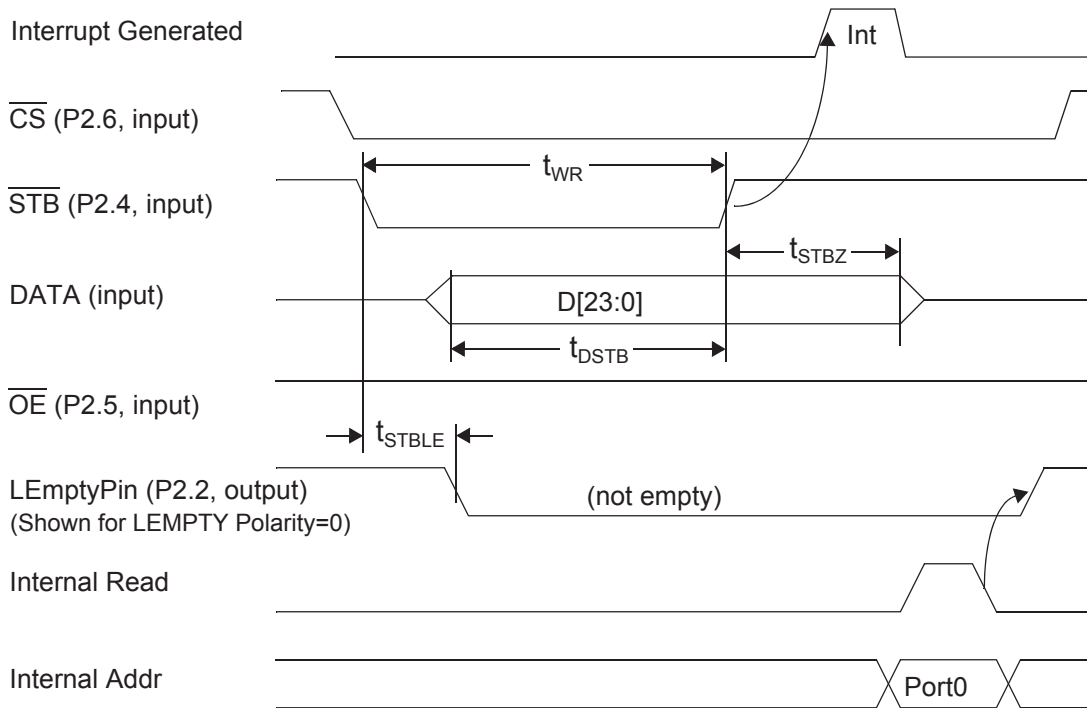 Interrupt Generated
Int
CS (P2.6, input)
tWR
STB (P2.4, input)
tSTBZ
DATA (input)
D[23:0]
tDSTB
OE (P2.5, input)
tSTBLE
LEmptyPin (P2.2, output)
(not empty)
(Shown for LEMPTY Polarity=0)
Internal Read
Internal Addr
Port0